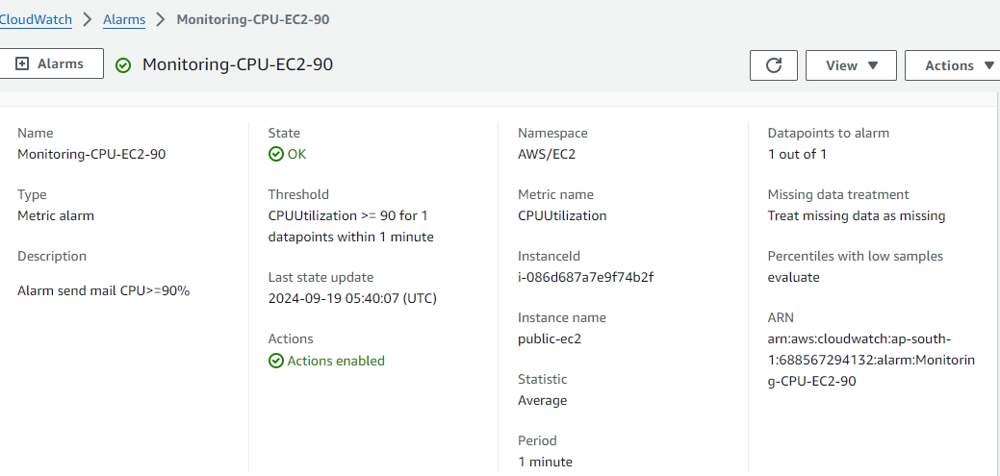 CloudWatch > Alarms > Monitoring-CPU-EC2-90
Alarms
Monitoring-CPU-EC2-90
View
Actions
Name
Monitoring-CPU-EC2-90
Type
Metric alarm
Description
Alarm send mail CPU>=90%
State
OK
Threshold
CPUUtilization >= 90 for 1
datapoints within 1 minute
Last state update
2024-09-19 05:40:07 (UTC)
Actions
Actions enabled
Namespace
AWS/EC2
Metric name
CPUUtilization
InstanceId
i-086d687a7e9f74b2f
Instance name
public-ec2
Statistic
Average
Period
1 minute
Datapoints to alarm
1 out of 1
Missing data treatment
Treat missing data as missing
Percentiles with low samples
evaluate
ARN
arn:aws:cloudwatch:ap-south-
1:688567294132:alarm:Monitorin
g-CPU-EC2-90